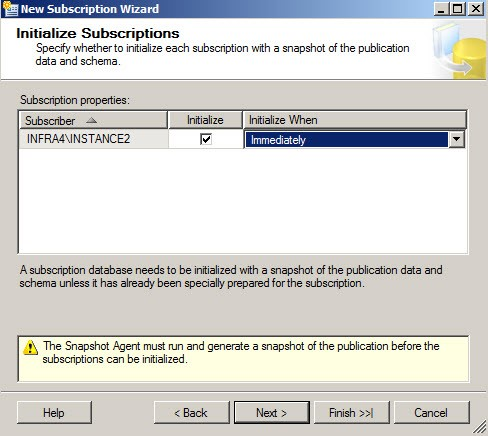 New Subscription Wizard
Initialize Subscriptions
Specify whether to initialize each subscription with a snapshot of the publication
data and schema.
Subscription properties:
Subscriber Initialize Initialize When
INFRA4\INSTANCE2 Immediately
A subscription database needs to be initialized with a snapshot of the publication data and
schema unless it has already been specially prepared for the subscription.
The Snapshot Agent must run and generate a snapshot of the publication before the
subscriptions can be initialized.
Help < Back Next > Finish >>| Cancel